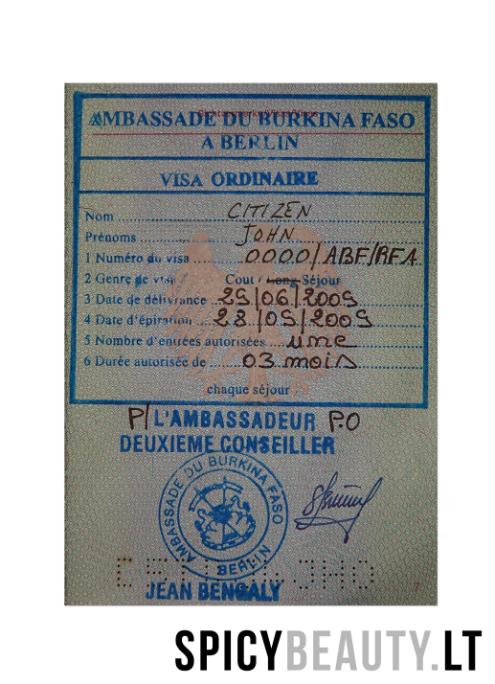 AMBASSADE DU BURKINA FASO
A BERLIN
VISA ORDINAIRE
Nom CITIZEN
Prénoms JOHN
1 Numéro du visa 0000/ABF/RFA
2 Genre de visa Cout / Long Séjour
3 Date de délivrance 29/06/2009
4 Date d'épiration 28/09/2009
5 Nombre d'entrées autorisées une
6 Durée autorisée de 03 mois
chaque séjour
P/ L'AMBASSADEUR P.O
DEUXIEME CONSEILLER
AMBASSADE DU BURKINA FASO
BERLIN
JEAN BENGALY
SPICYBEAUTY.LT